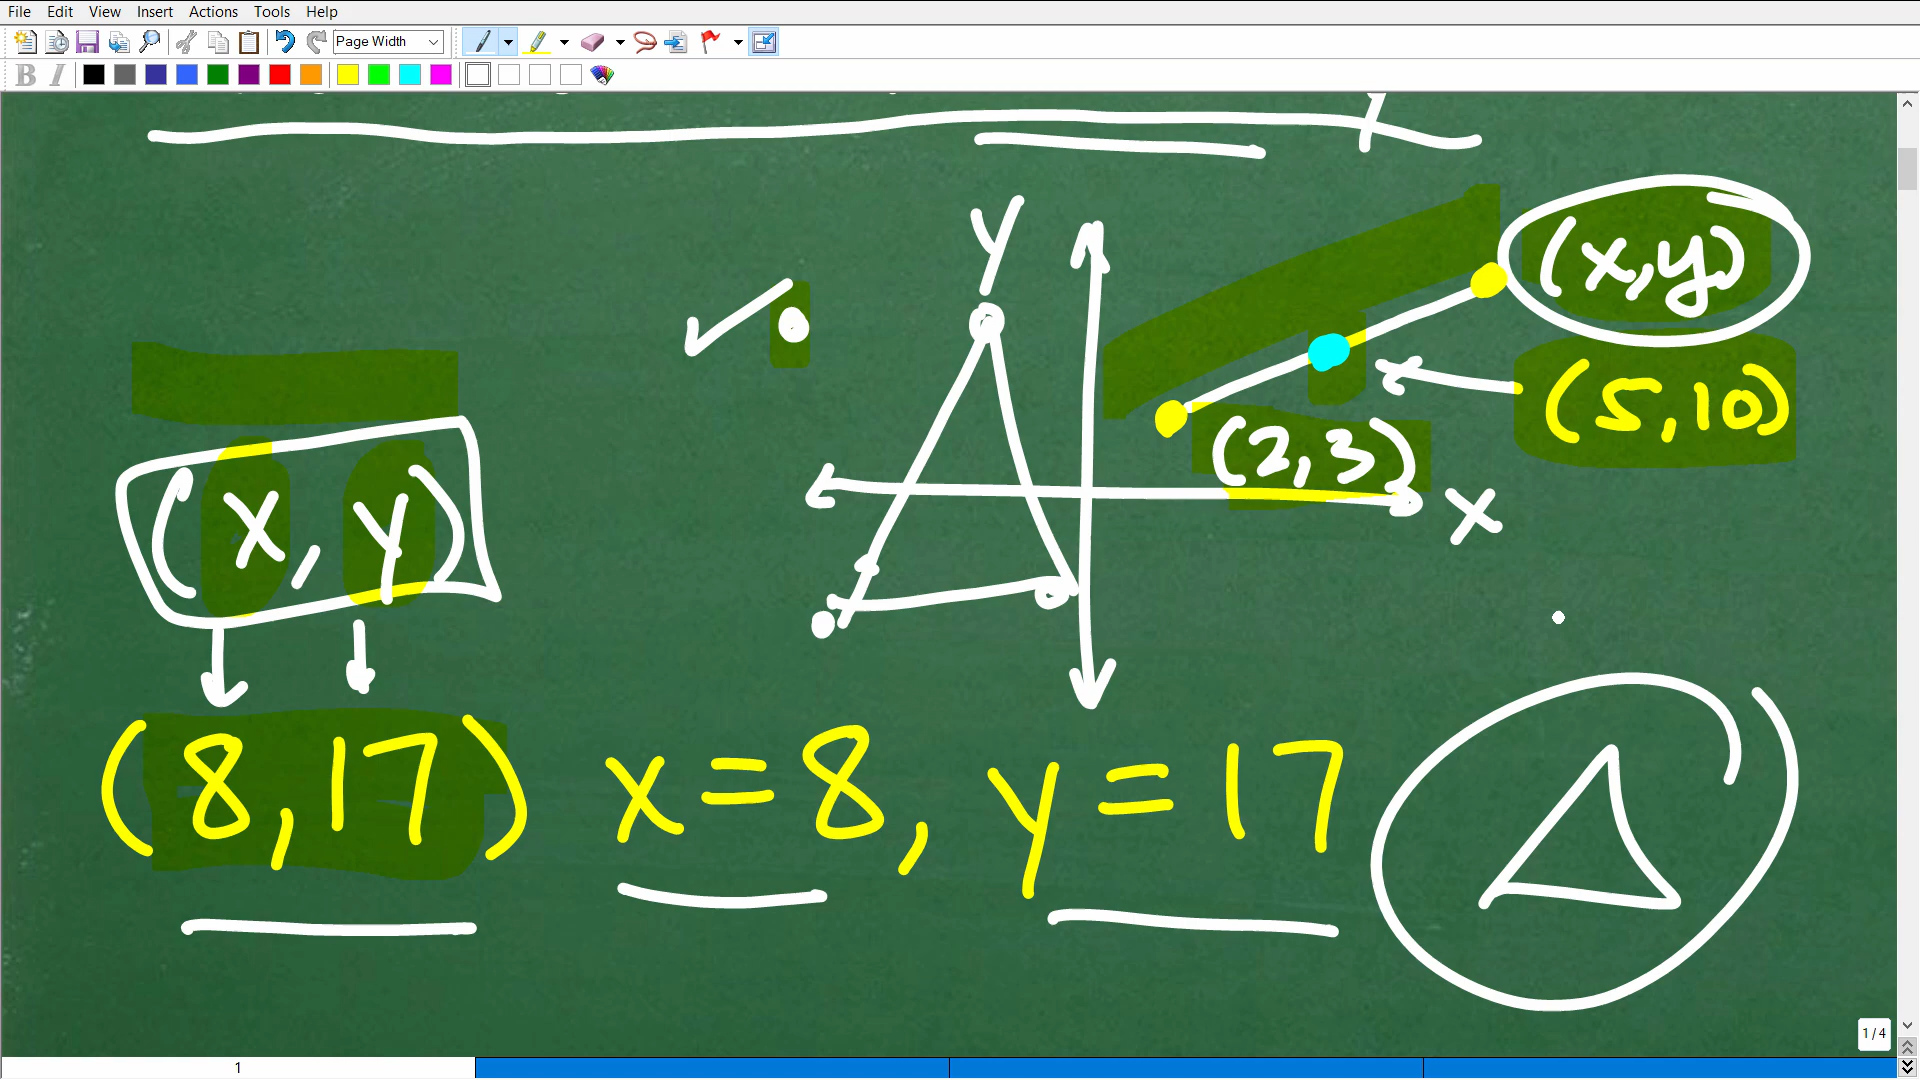 File Edit View Insert Actions Tools Help
Page Width
B I
y
(x,y)
(5,10)
(2,3)
x
(x,y)
(8,17) x=8, y=17
1 / 4
1